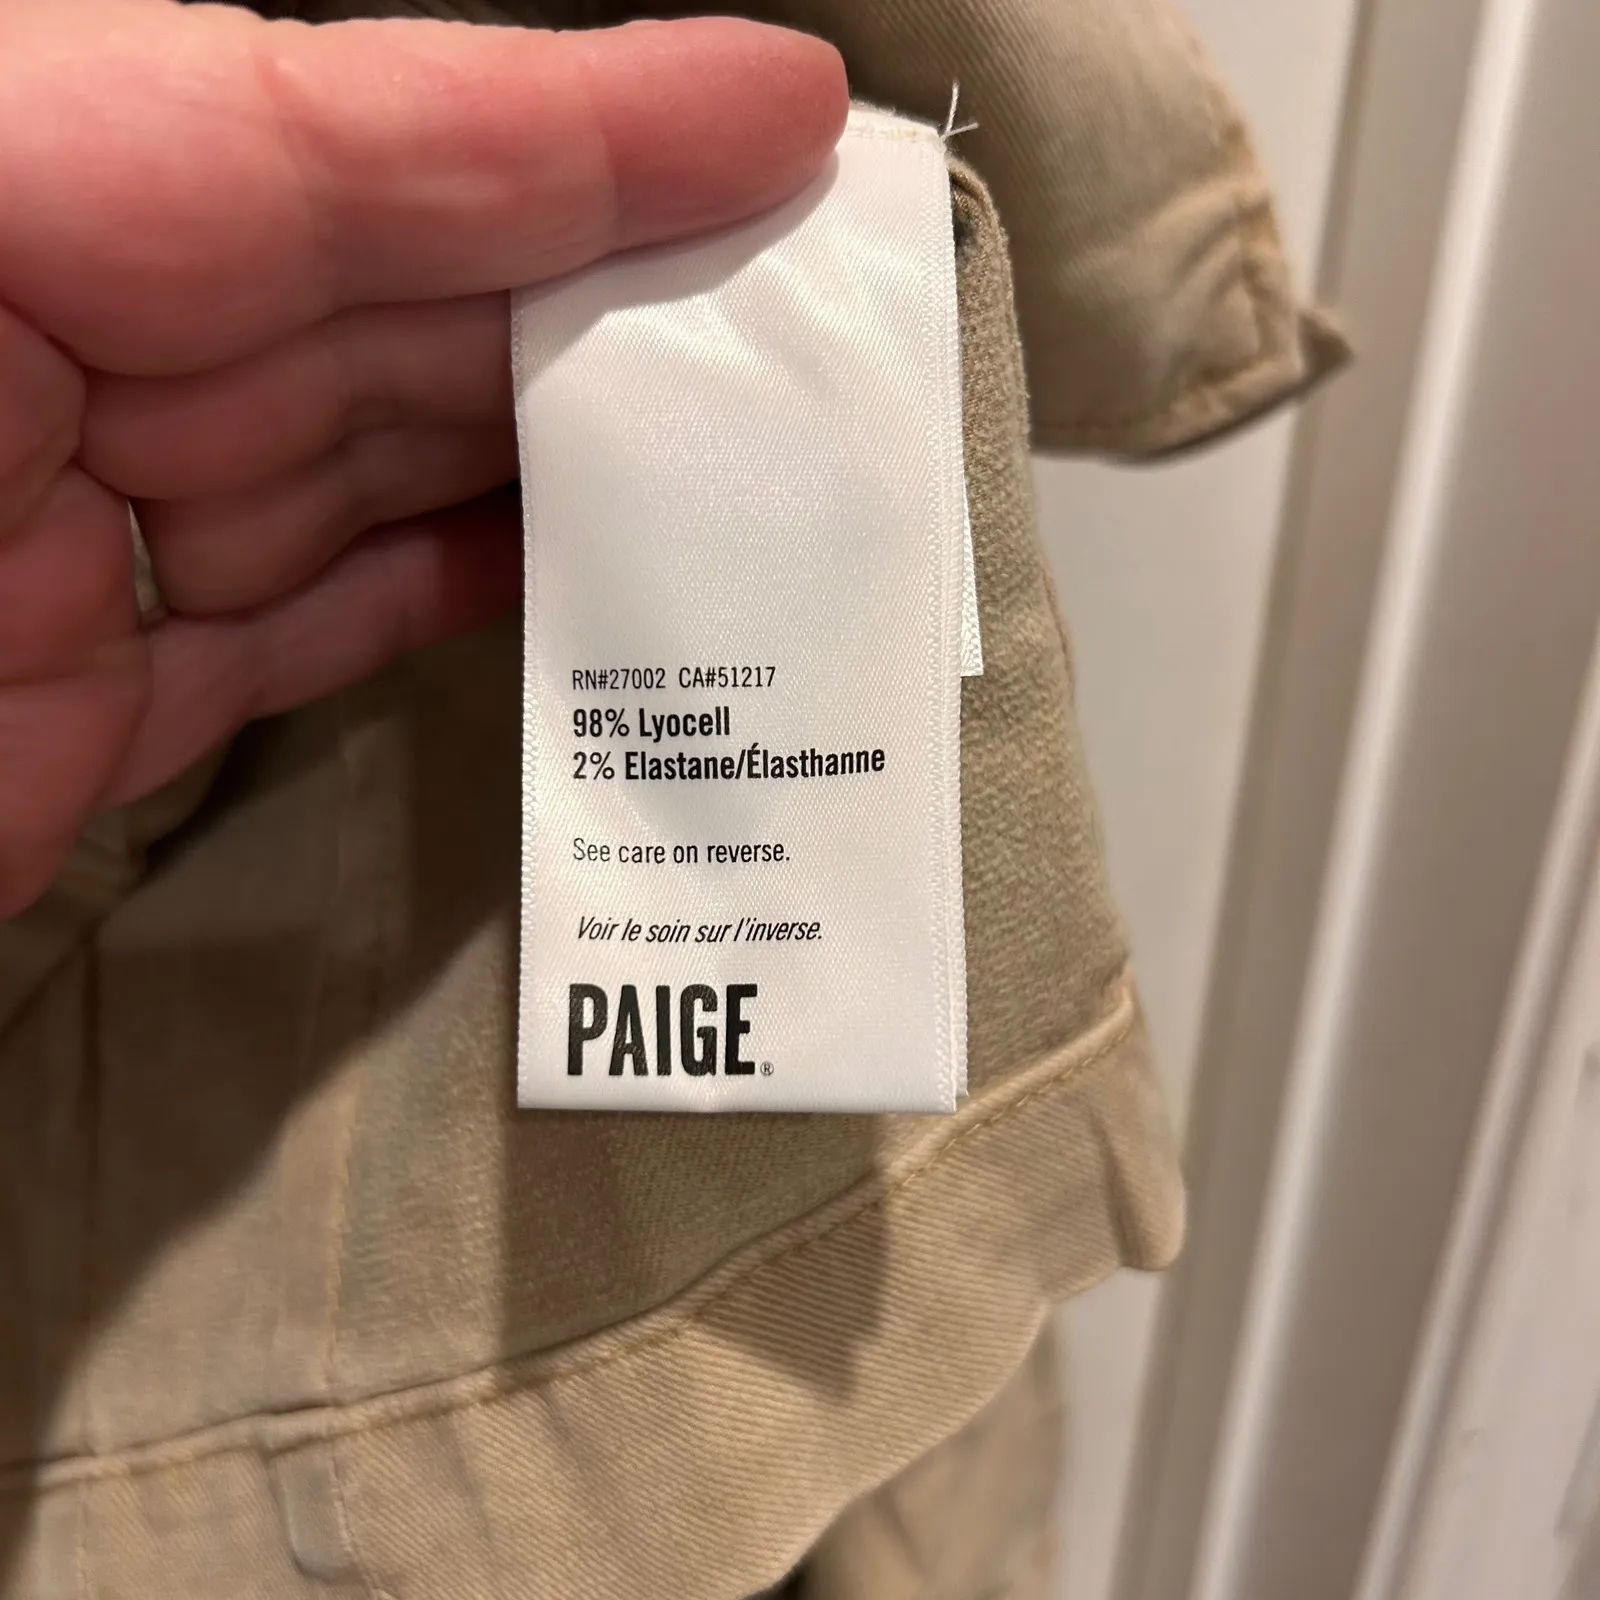 RN#27002 CA#51217
98% Lyocell
2% Elastane/Élasthanne
See care on reverse.
Voir le soin sur l'inverse.
PAIGE®